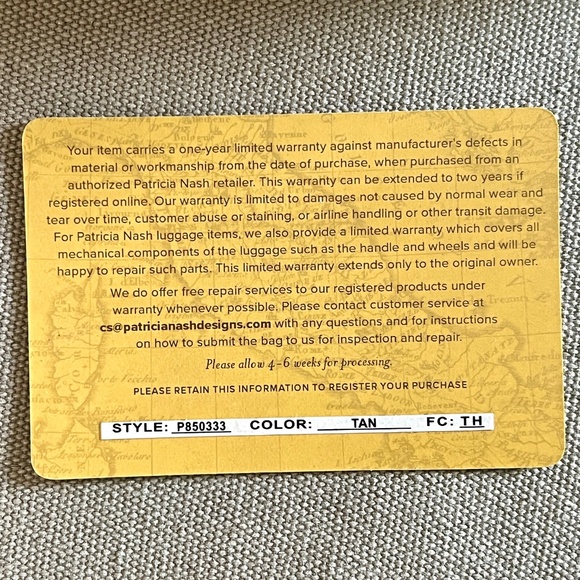 Your item carries a one-year limited warranty against manufacturer's defects in
material or workmanship from the date of purchase, when purchased from an
authorized Patricia Nash retailer. This warranty can be extended to two years if
registered online. Our warranty is limited to damages not caused by normal wear and
tear over time, customer abuse or staining, or airline handling or other transit damage.
For Patricia Nash luggage items, we also provide a limited warranty which covers all
mechanical components of the luggage such as the handle and wheels and will be
happy to repair such parts. This limited warranty extends only to the original owner.
We do offer free repair services to our registered products under
warranty whenever possible. Please contact customer service at
cs@patricianashdesigns.com with any questions and for instructions
on how to submit the bag to us for inspection and repair.
Please allow 4-6 weeks for processing.
PLEASE RETAIN THIS INFORMATION TO REGISTER YOUR PURCHASE
STYLE: P850333 COLOR: TAN FC: TH